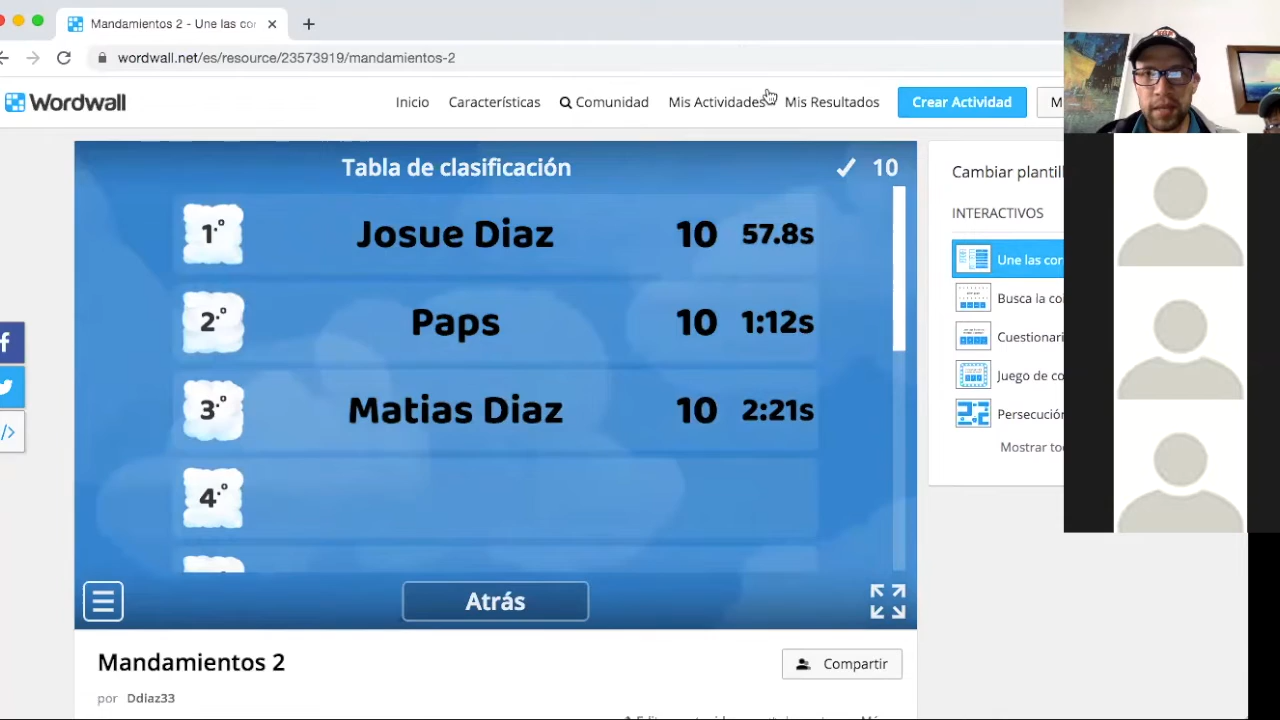 Mandamientos 2 - Une las cor
wordwall.net/es/resource/23573919/mandamientos-2
Wordwall
Inicio
Características
Comunidad
Mis Actividades
Mis Resultados
Crear Actividad
M
Tabla de clasificación
10
Cambiar plantill
INTERACTIVOS
1.º Josue Diaz 10 57.8s
2.º Paps 10 1:12s
3.º Matias Diaz 10 2:21s
4.º
Une las cor
Busca la co
Cuestionari
Juego de co
Persecución
Mostrar to
Atrás
Mandamientos 2
Compartir
por Ddiaz33